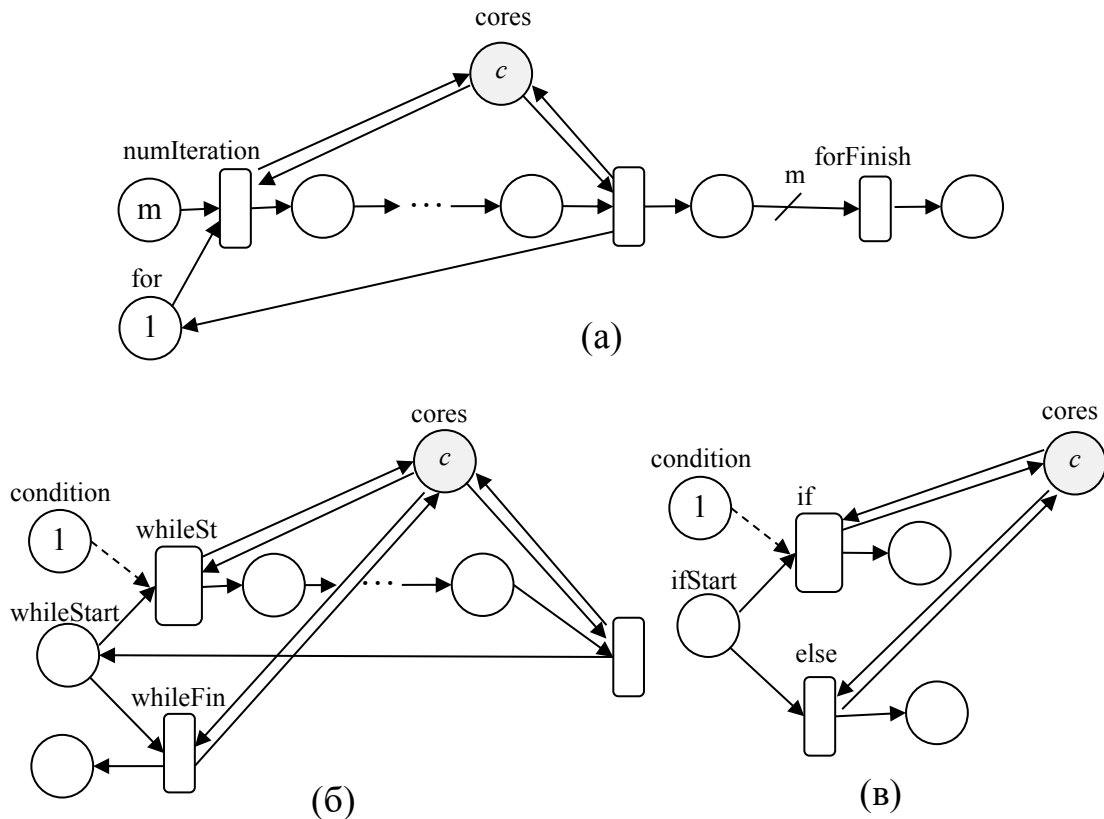 cores
c
numIteration
m
forFinish
m
for
1
(а)
cores
c
condition
1
whileSt
...
whileStart
whileFin
(б)
cores
c
condition
1
if
ifStart
else
(в)